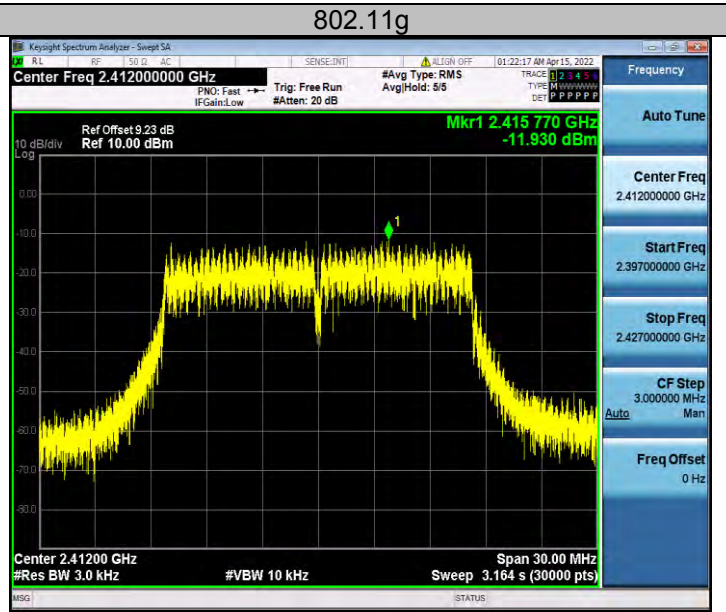 802.11g
Keysight Spectrum Analyzer - Swept SA
RL RF 50 Ω AC SENSE:INT ALIGN OFF 01:22:17 AM Apr 15, 2022
Center Freq 2.412000000 GHz
PNO: Fast
IFGain:Low
Trig: Free Run
#Atten: 20 dB
#Avg Type: RMS
Avg|Hold: 5/5
TRACE 1 2 3 4 5 6
TYPE M WWWWW
DET P P P P P P
Ref Offset 9.23 dB
10 dB/div Ref 10.00 dBm
Log
Mkr1 2.415 770 GHz
-11.930 dBm
1
0.00
-10.0
-20.0
-30.0
-40.0
-50.0
-60.0
-70.0
-80.0
Center 2.41200 GHz Span 30.00 MHz
#Res BW 3.0 kHz #VBW 10 kHz Sweep 3.164 s (30000 pts)
MSG STATUS
Frequency
Auto Tune
Center Freq
2.412000000 GHz
Start Freq
2.397000000 GHz
Stop Freq
2.427000000 GHz
CF Step
3.000000 MHz
Auto Man
Freq Offset
0 Hz